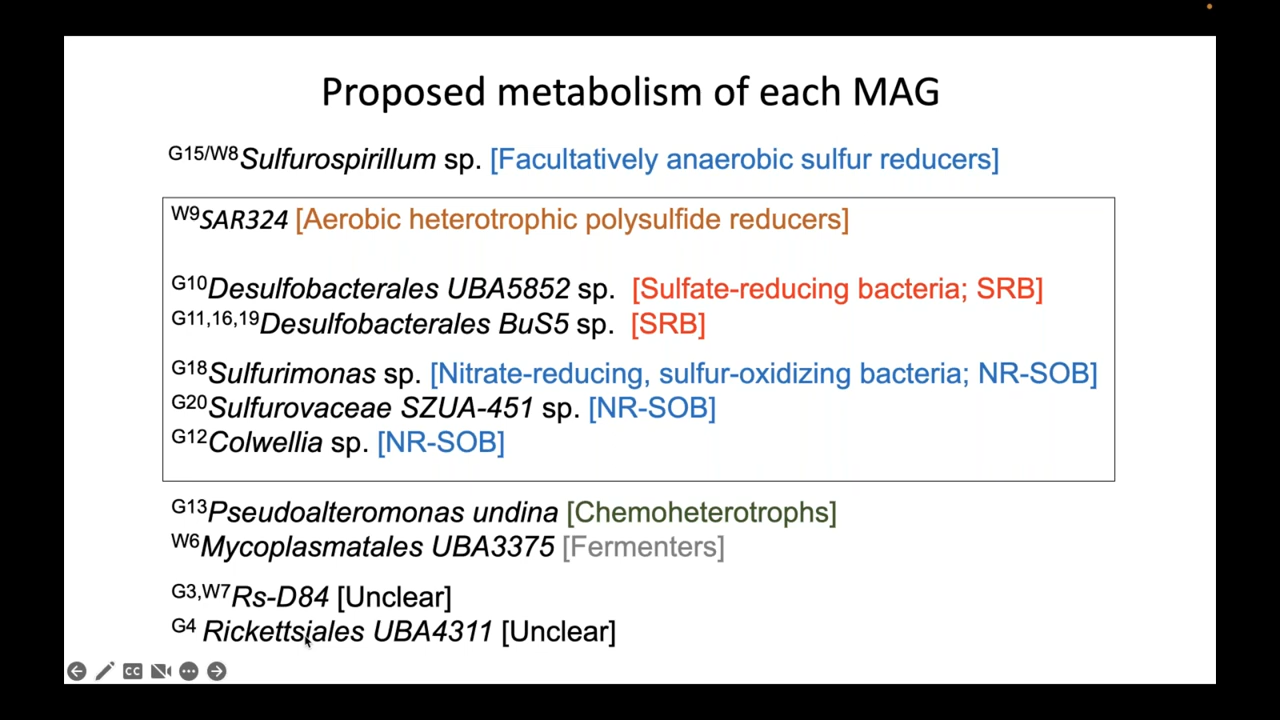 Proposed metabolism of each MAG
G15/W8Sulfurospirillum sp. [Facultatively anaerobic sulfur reducers]
W9SAR324 [Aerobic heterotrophic polysulfide reducers]
G10Desulfobacterales UBA5852 sp. [Sulfate-reducing bacteria; SRB]
G11,16,19Desulfobacterales BuS5 sp. [SRB]
G18Sulfurimonas sp. [Nitrate-reducing, sulfur-oxidizing bacteria; NR-SOB]
G20Sulfurovaceae SZUA-451 sp. [NR-SOB]
G12Colwellia sp. [NR-SOB]
G13Pseudoalteromonas undina [Chemoheterotrophs]
W6Mycoplasmatales UBA3375 [Fermenters]
G3,W7Rs-D84 [Unclear]
G4 Rickettsiales UBA4311 [Unclear]
CC